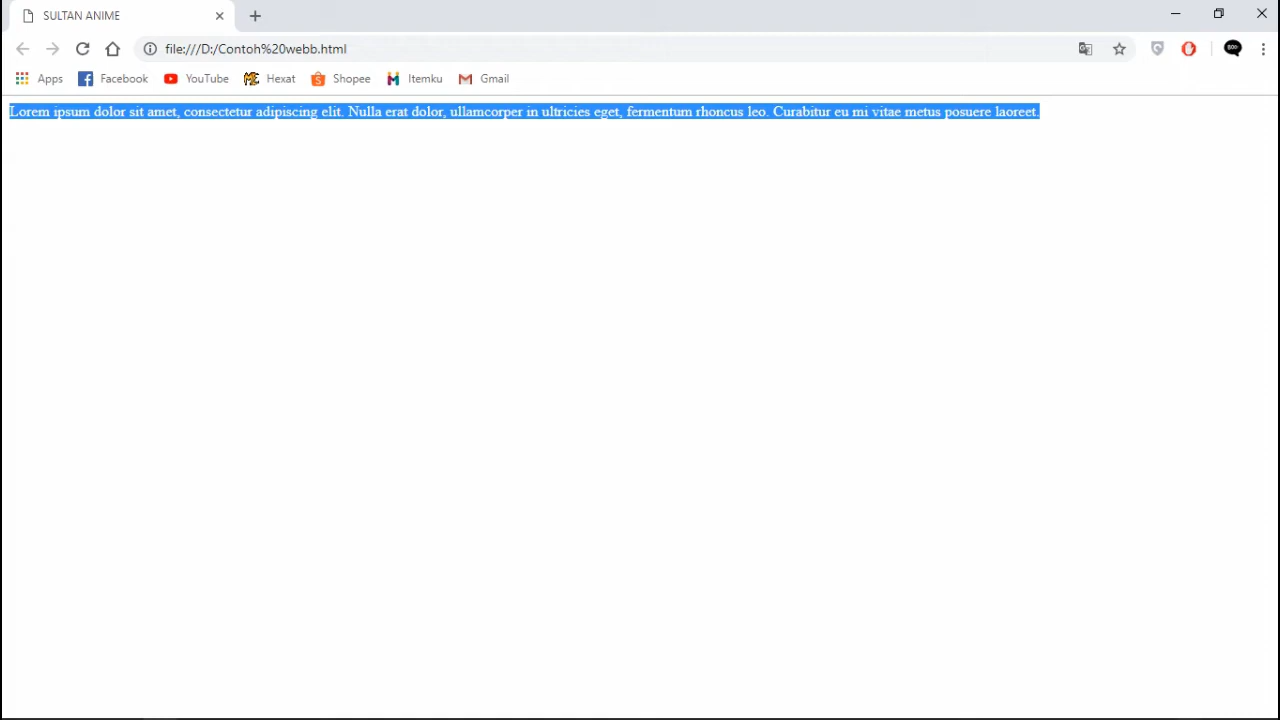 SULTAN ANIME
file:///D:/Contoh%20webb.html
Apps Facebook YouTube Hexat Shopee Itemku Gmail
Lorem ipsum dolor sit amet, consectetur adipiscing elit. Nulla erat dolor, ullamcorper in ultricies eget, fermentum rhoncus leo. Curabitur eu mi vitae metus posuere laoreet.